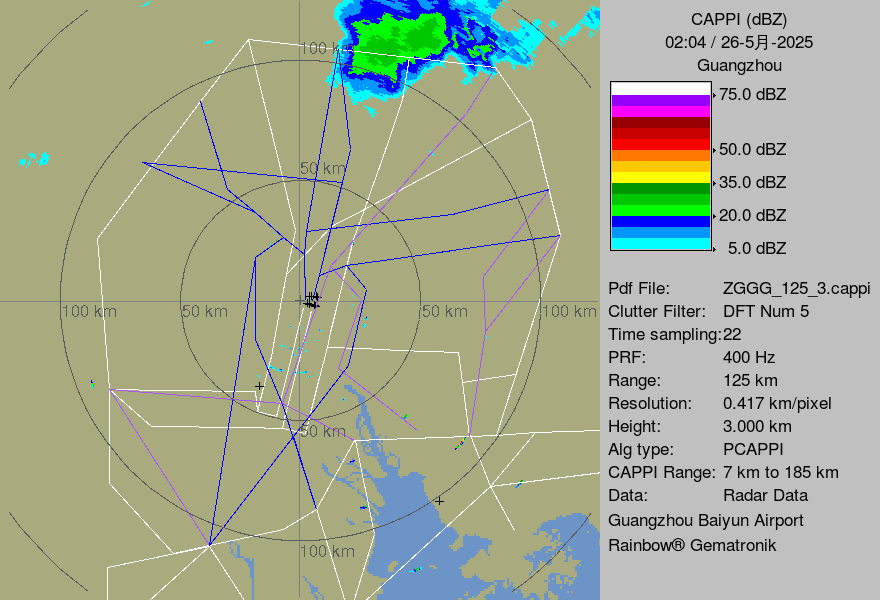 CAPPI (dBZ)
02:04 / 26-5月-2025
Guangzhou
75.0 dBZ
50.0 dBZ
35.0 dBZ
20.0 dBZ
5.0 dBZ
Pdf File: ZGGG_125_3.cappi
Clutter Filter: DFT Num 5
Time sampling:22
PRF: 400 Hz
Range: 125 km
Resolution: 0.417 km/pixel
Height: 3.000 km
Alg type: PCAPPI
CAPPI Range: 7 km to 185 km
Data: Radar Data
Guangzhou Baiyun Airport
Rainbow® Gematronik
100 km
50 km
100 km
50 km
50 km
100 km
50 km
100 km